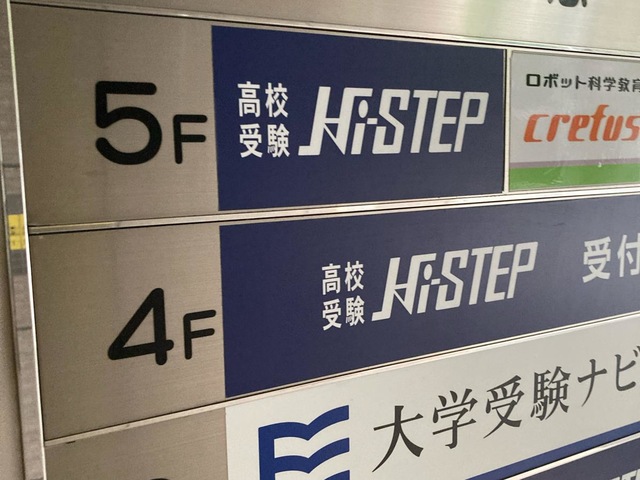 5F
高校
受験
Hi-STEP
ロボット科学教育
crefus
4F
高校
受験
Hi-STEP
受付
大学受験ナビ